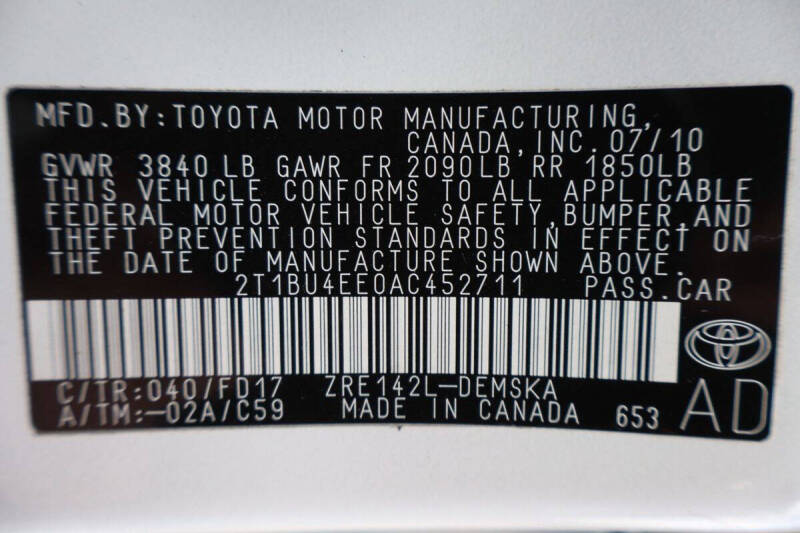 MFD.BY:TOYOTA MOTOR MANUFACTURING,
CANADA,INC.07/10
GVWR 3840LB GAWR FR 2090LB RR 1850LB
THIS VEHICLE CONFORMS TO ALL APPLICABLE
FEDERAL MOTOR VEHICLE SAFETY,BUMPER,AND
THEFT PREVENTION STANDARDS IN EFFECT ON
THE DATE OF MANUFACTURE SHOWN ABOVE.
2T1BU4EE0AC452711 PASS.CAR
C/TR:040/FD17 ZRE142L-DEMSKA
A/TM:-02A/C59 MADE IN CANADA 653 AD